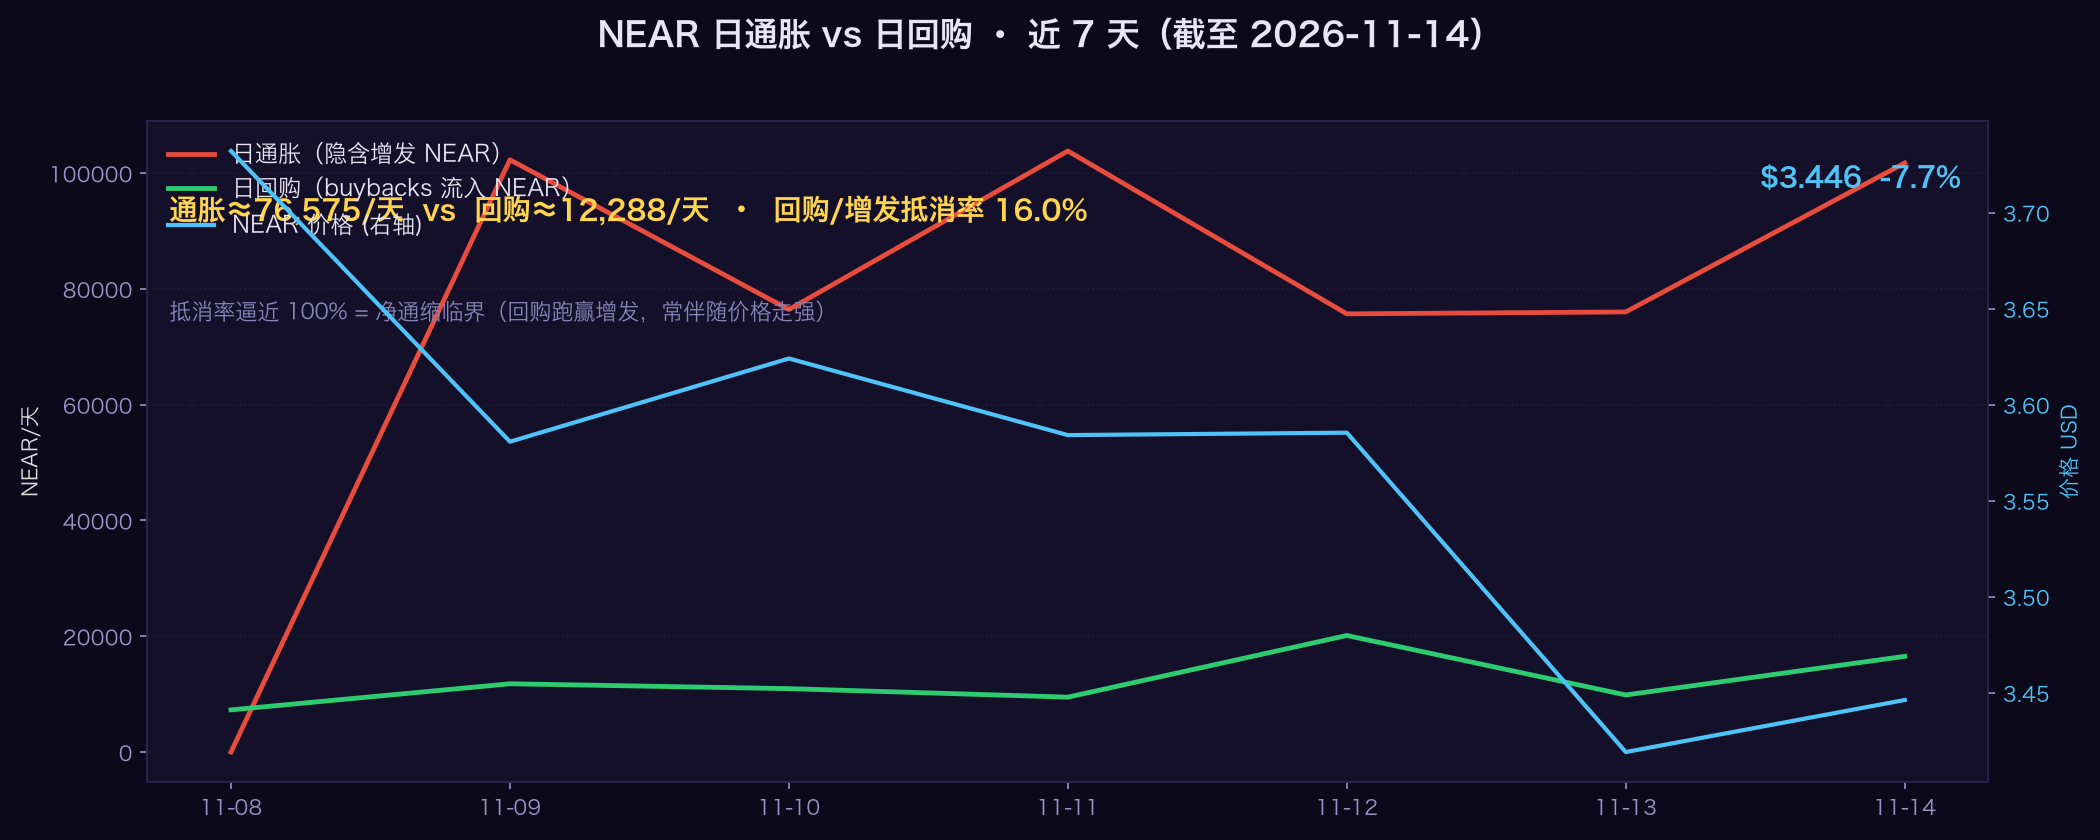 NEAR 日通胀 vs 日回购 · 近 7 天（截至 2026-11-14）
日通胀（隐含增发 NEAR）
日回购（buybacks 流入 NEAR）
NEAR 价格 (右轴)
通胀≈76,575/天 vs 回购≈12,288/天 · 回购/增发抵消率 16.0%
$3.446 -7.7%
抵消率逼近 100% = 净通缩临界（回购跑赢增发，常伴随价格走强）
NEAR/天
100000
80000
60000
40000
20000
0
价格 USD
3.70
3.65
3.60
3.55
3.50
3.45
11-08
11-09
11-10
11-11
11-12
11-13
11-14